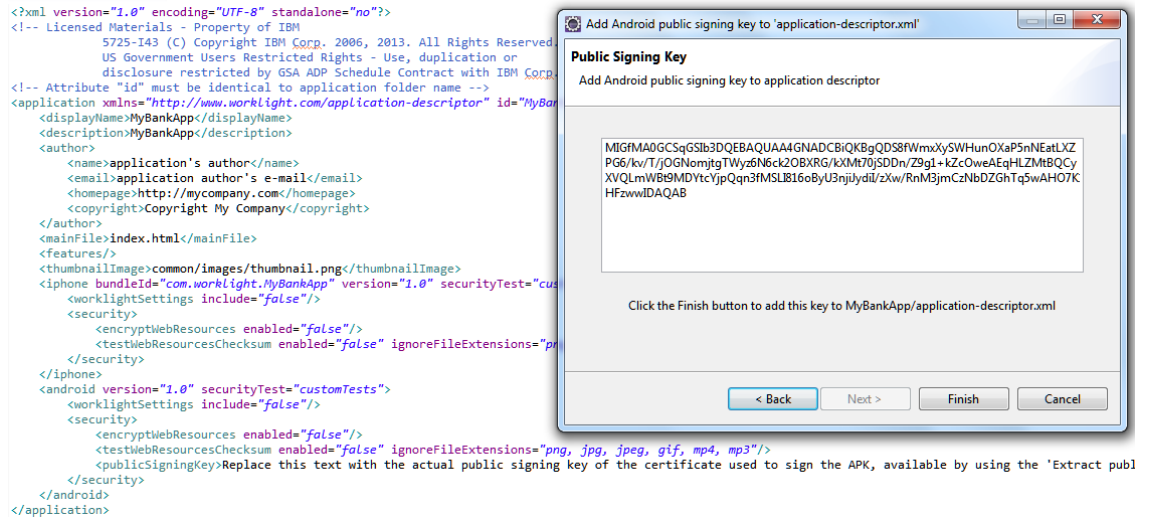 <?xml version="1.0" encoding="UTF-8" standalone="no"?>
<!-- Licensed Materials - Property of IBM
5725-I43 (C) Copyright IBM Corp. 2006, 2013. All Rights Reserved.
US Government Users Restricted Rights - Use, duplication or
disclosure restricted by GSA ADP Schedule Contract with IBM Corp.
<!-- Attribute "id" must be identical to application folder name -->
<application xmlns="http://www.worklight.com/application-descriptor" id="MyBan
<displayName>MyBankApp</displayName>
<description>MyBankApp</description>
<author>
<name>application's author</name>
<email>application author's e-mail</email>
<homepage>http://mycompany.com</homepage>
<copyright>Copyright My Company</copyright>
</author>
<mainFile>index.html</mainFile>
<features/>
<thumbnailImage>common/images/thumbnail.png</thumbnailImage>
<iphone bundleId="com.worklight.MyBankApp" version="1.0" securityTest="cus
<worklightSettings include="false"/>
<security>
<encryptWebResources enabled="false"/>
<testWebResourcesChecksum enabled="false" ignoreFileExtensions="pn
</security>
</iphone>
<android version="1.0" securityTest="customTests">
<worklightSettings include="false"/>
<security>
<encryptWebResources enabled="false"/>
<testWebResourcesChecksum enabled="false" ignoreFileExtensions="png, jpg, jpeg, gif, mp4, mp3"/>
<publicSigningKey>Replace this text with the actual public signing key of the certificate used to sign the APK, available by using the 'Extract publ
</security>
</android>
</application>
Add Android public signing key to 'application-descriptor.xml'
Public Signing Key
Add Android public signing key to application descriptor
MIGfMA0GCSqGSIb3DQEBAQUAA4GNADCBiQKBgQDS8fWmxXySWHunOXaP5nNEatLXZ
PG6/kv/T/jOGNomjtgTWyz6N6ck2OBXRG/kXMt70jSDDn/Z9g1+kZcOweAEqHLZMtBQCy
XVQLmWBt9MDYtcYjpQqn3fMSLI816oByU3njiJydiI/zXw/RnM3jmCzNbDZGhTq5wAHO7K
HFzwwIDAQAB
Click the Finish button to add this key to MyBankApp/application-descriptor.xml
< Back
Next >
Finish
Cancel